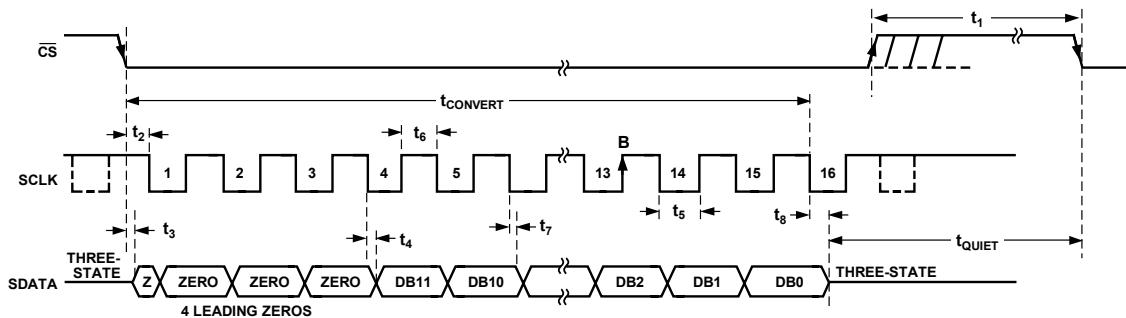 t1
CS
tCONVERT
t2
t6
B
SCLK
1 2 3 4 5 13 14 15 16
t3
t4
t7
t5
t8
tQUIET
THREE-STATE
SDATA
Z ZERO ZERO ZERO DB11 DB10 DB2 DB1 DB0
THREE-STATE
4 LEADING ZEROS